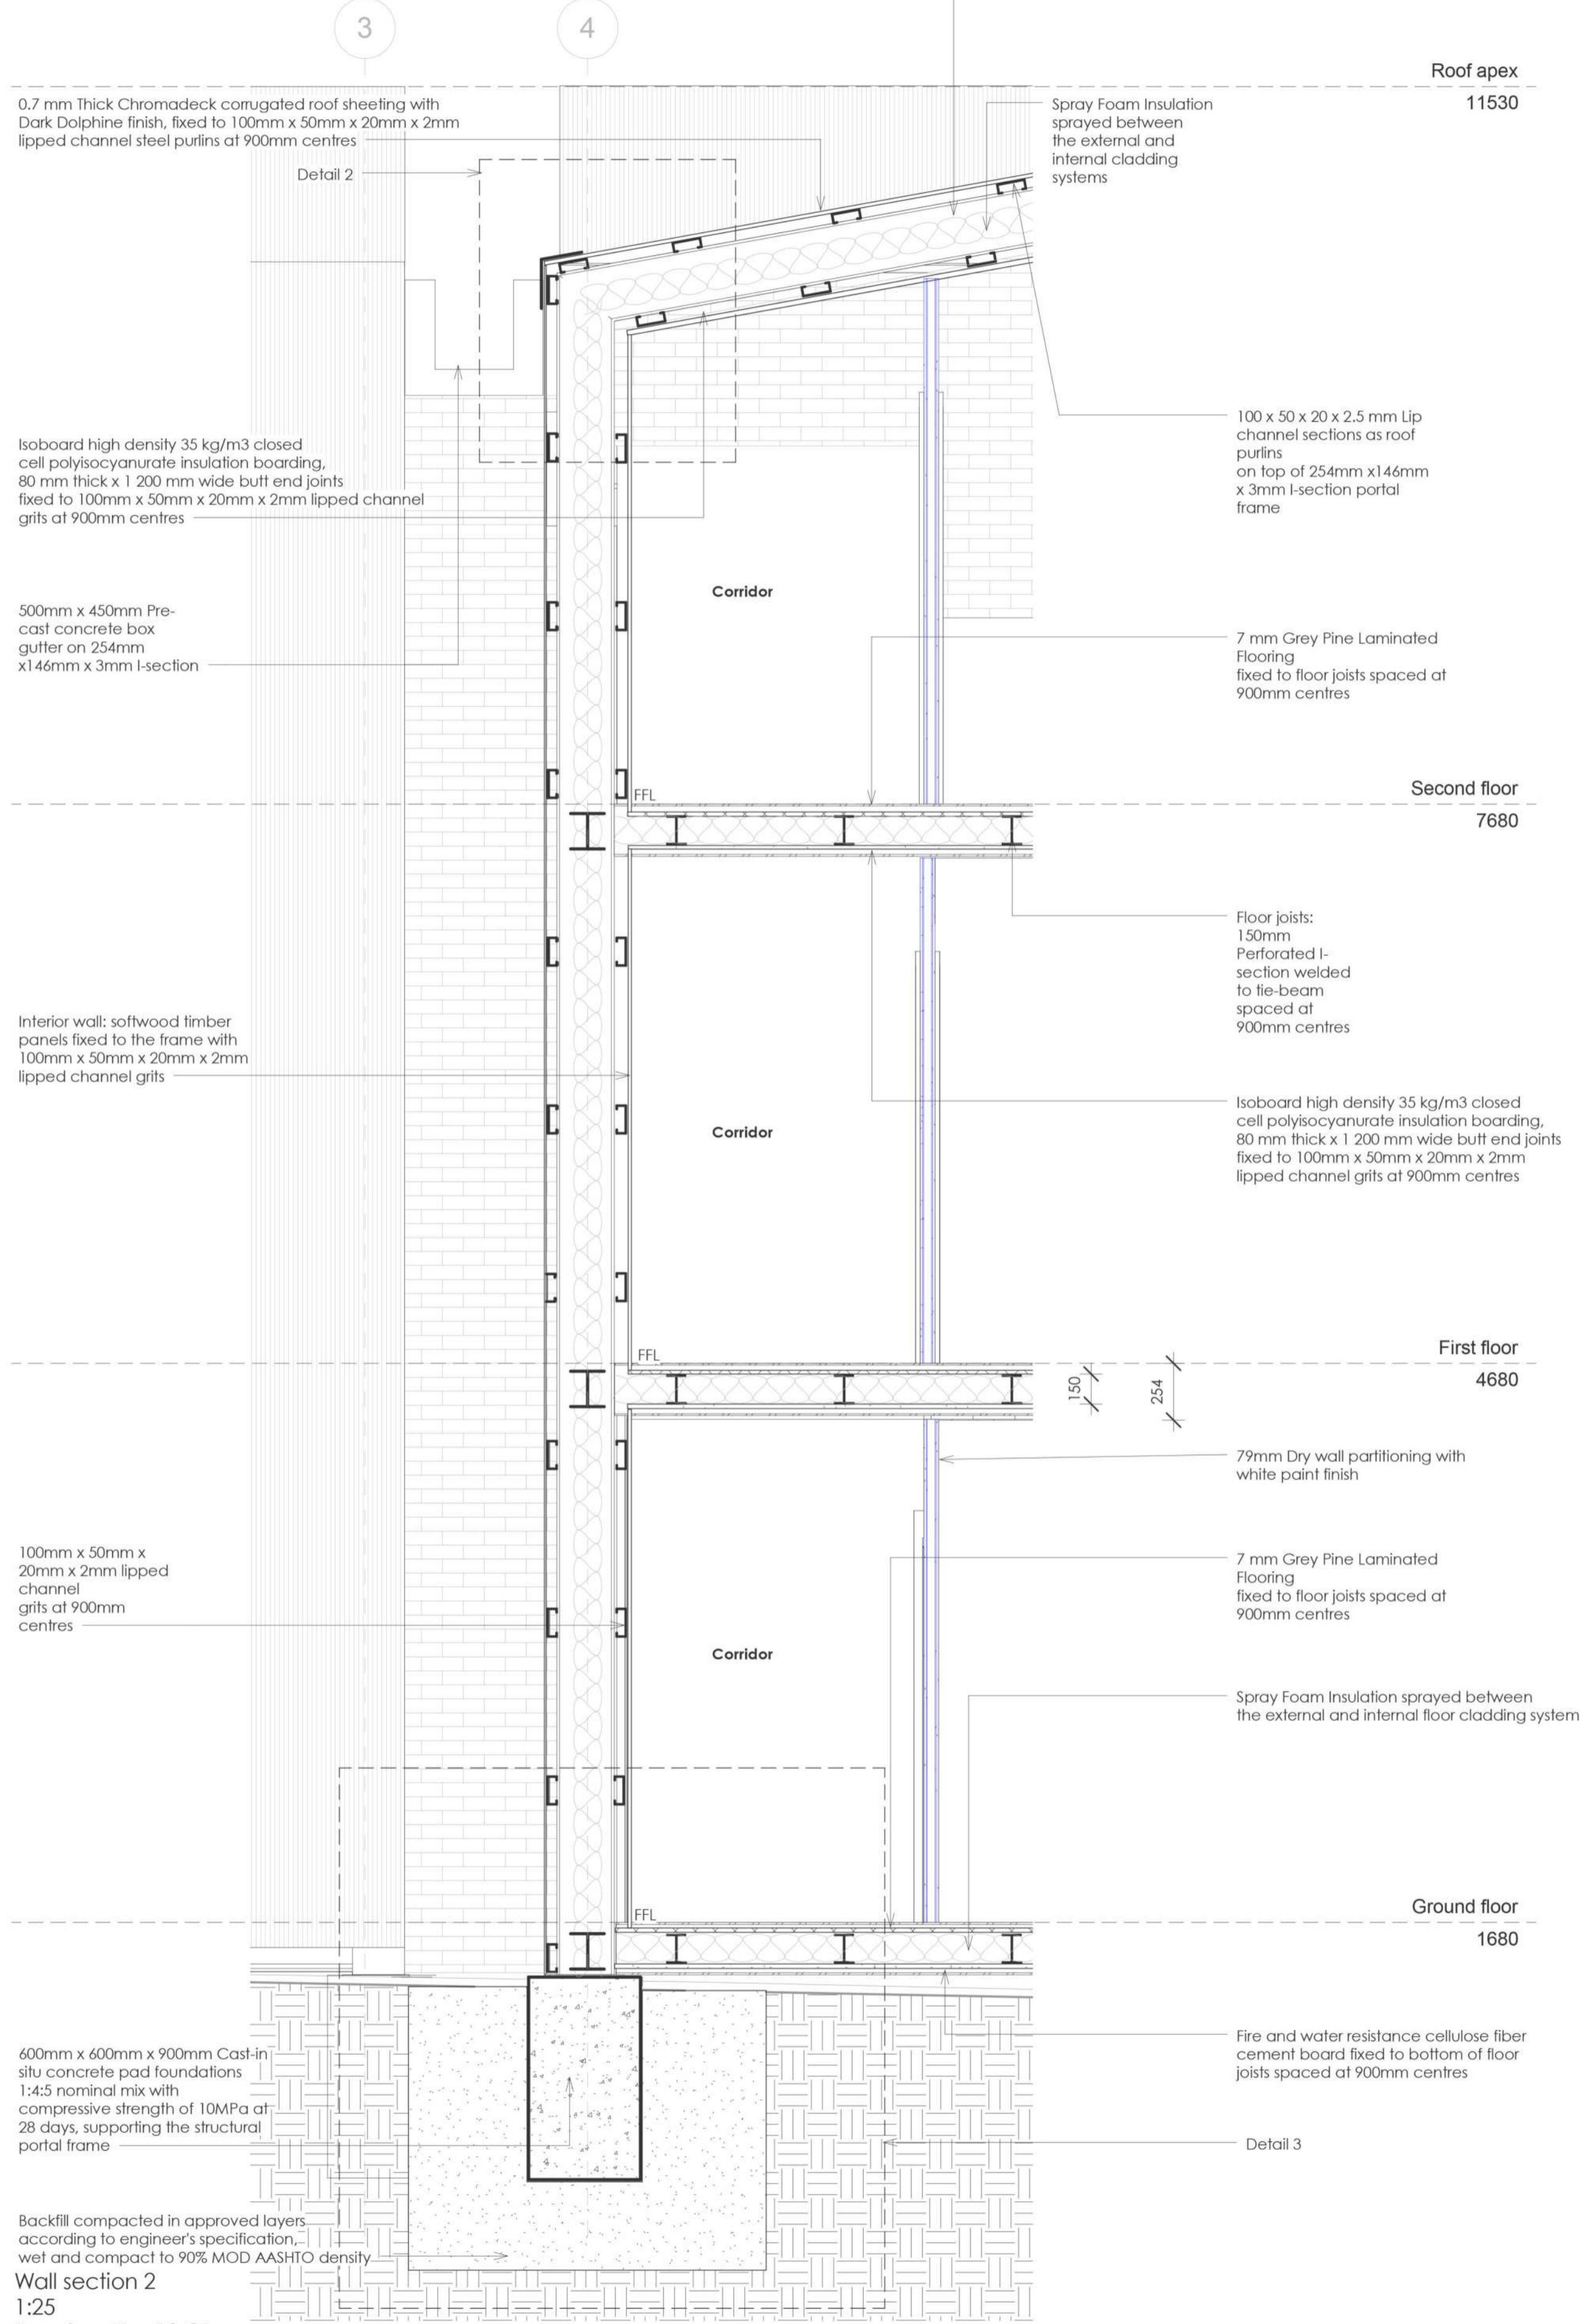 3
4
Roof apex
11530
0.7 mm Thick Chromadeck corrugated roof sheeting with
Dark Dolphine finish, fixed to 100mm x 50mm x 20mm x 2mm
lipped channel steel purlins at 900mm centres
Detail 2
Spray Foam Insulation
sprayed between
the external and
internal cladding
systems
Isoboard high density 35 kg/m3 closed
cell polyisocyanurate insulation boarding,
80 mm thick x 1 200 mm wide butt end joints
fixed to 100mm x 50mm x 20mm x 2mm lipped channel
grits at 900mm centres
100 x 50 x 20 x 2.5 mm Lip
channel sections as roof
purlins
on top of 254mm x146mm
x 3mm I-section portal
frame
Corridor
500mm x 450mm Pre-
cast concrete box
gutter on 254mm
x146mm x 3mm I-section
7 mm Grey Pine Laminated
Flooring
fixed to floor joists spaced at
900mm centres
FFL
Second floor
7680
Floor joists:
150mm
Perforated I-
section welded
to tie-beam
spaced at
900mm centres
Interior wall: softwood timber
panels fixed to the frame with
100mm x 50mm x 20mm x 2mm
lipped channel grits
Corridor
Isoboard high density 35 kg/m3 closed
cell polyisocyanurate insulation boarding,
80 mm thick x 1 200 mm wide butt end joints
fixed to 100mm x 50mm x 20mm x 2mm
lipped channel grits at 900mm centres
FFL
First floor
4680
150
254
79mm Dry wall partitioning with
white paint finish
100mm x 50mm x
20mm x 2mm lipped
channel
grits at 900mm
centres
7 mm Grey Pine Laminated
Flooring
fixed to floor joists spaced at
900mm centres
Corridor
Spray Foam Insulation sprayed between
the external and internal floor cladding system
FFL
Ground floor
1680
Fire and water resistance cellulose fiber
cement board fixed to bottom of floor
joists spaced at 900mm centres
600mm x 600mm x 900mm Cast-in
situ concrete pad foundations
1:4:5 nominal mix with
compressive strength of 10MPa at
28 days, supporting the structural
portal frame
Detail 3
Backfill compacted in approved layers
according to engineer's specification,
wet and compact to 90% MOD AASHTO density
Wall section 2
1:25